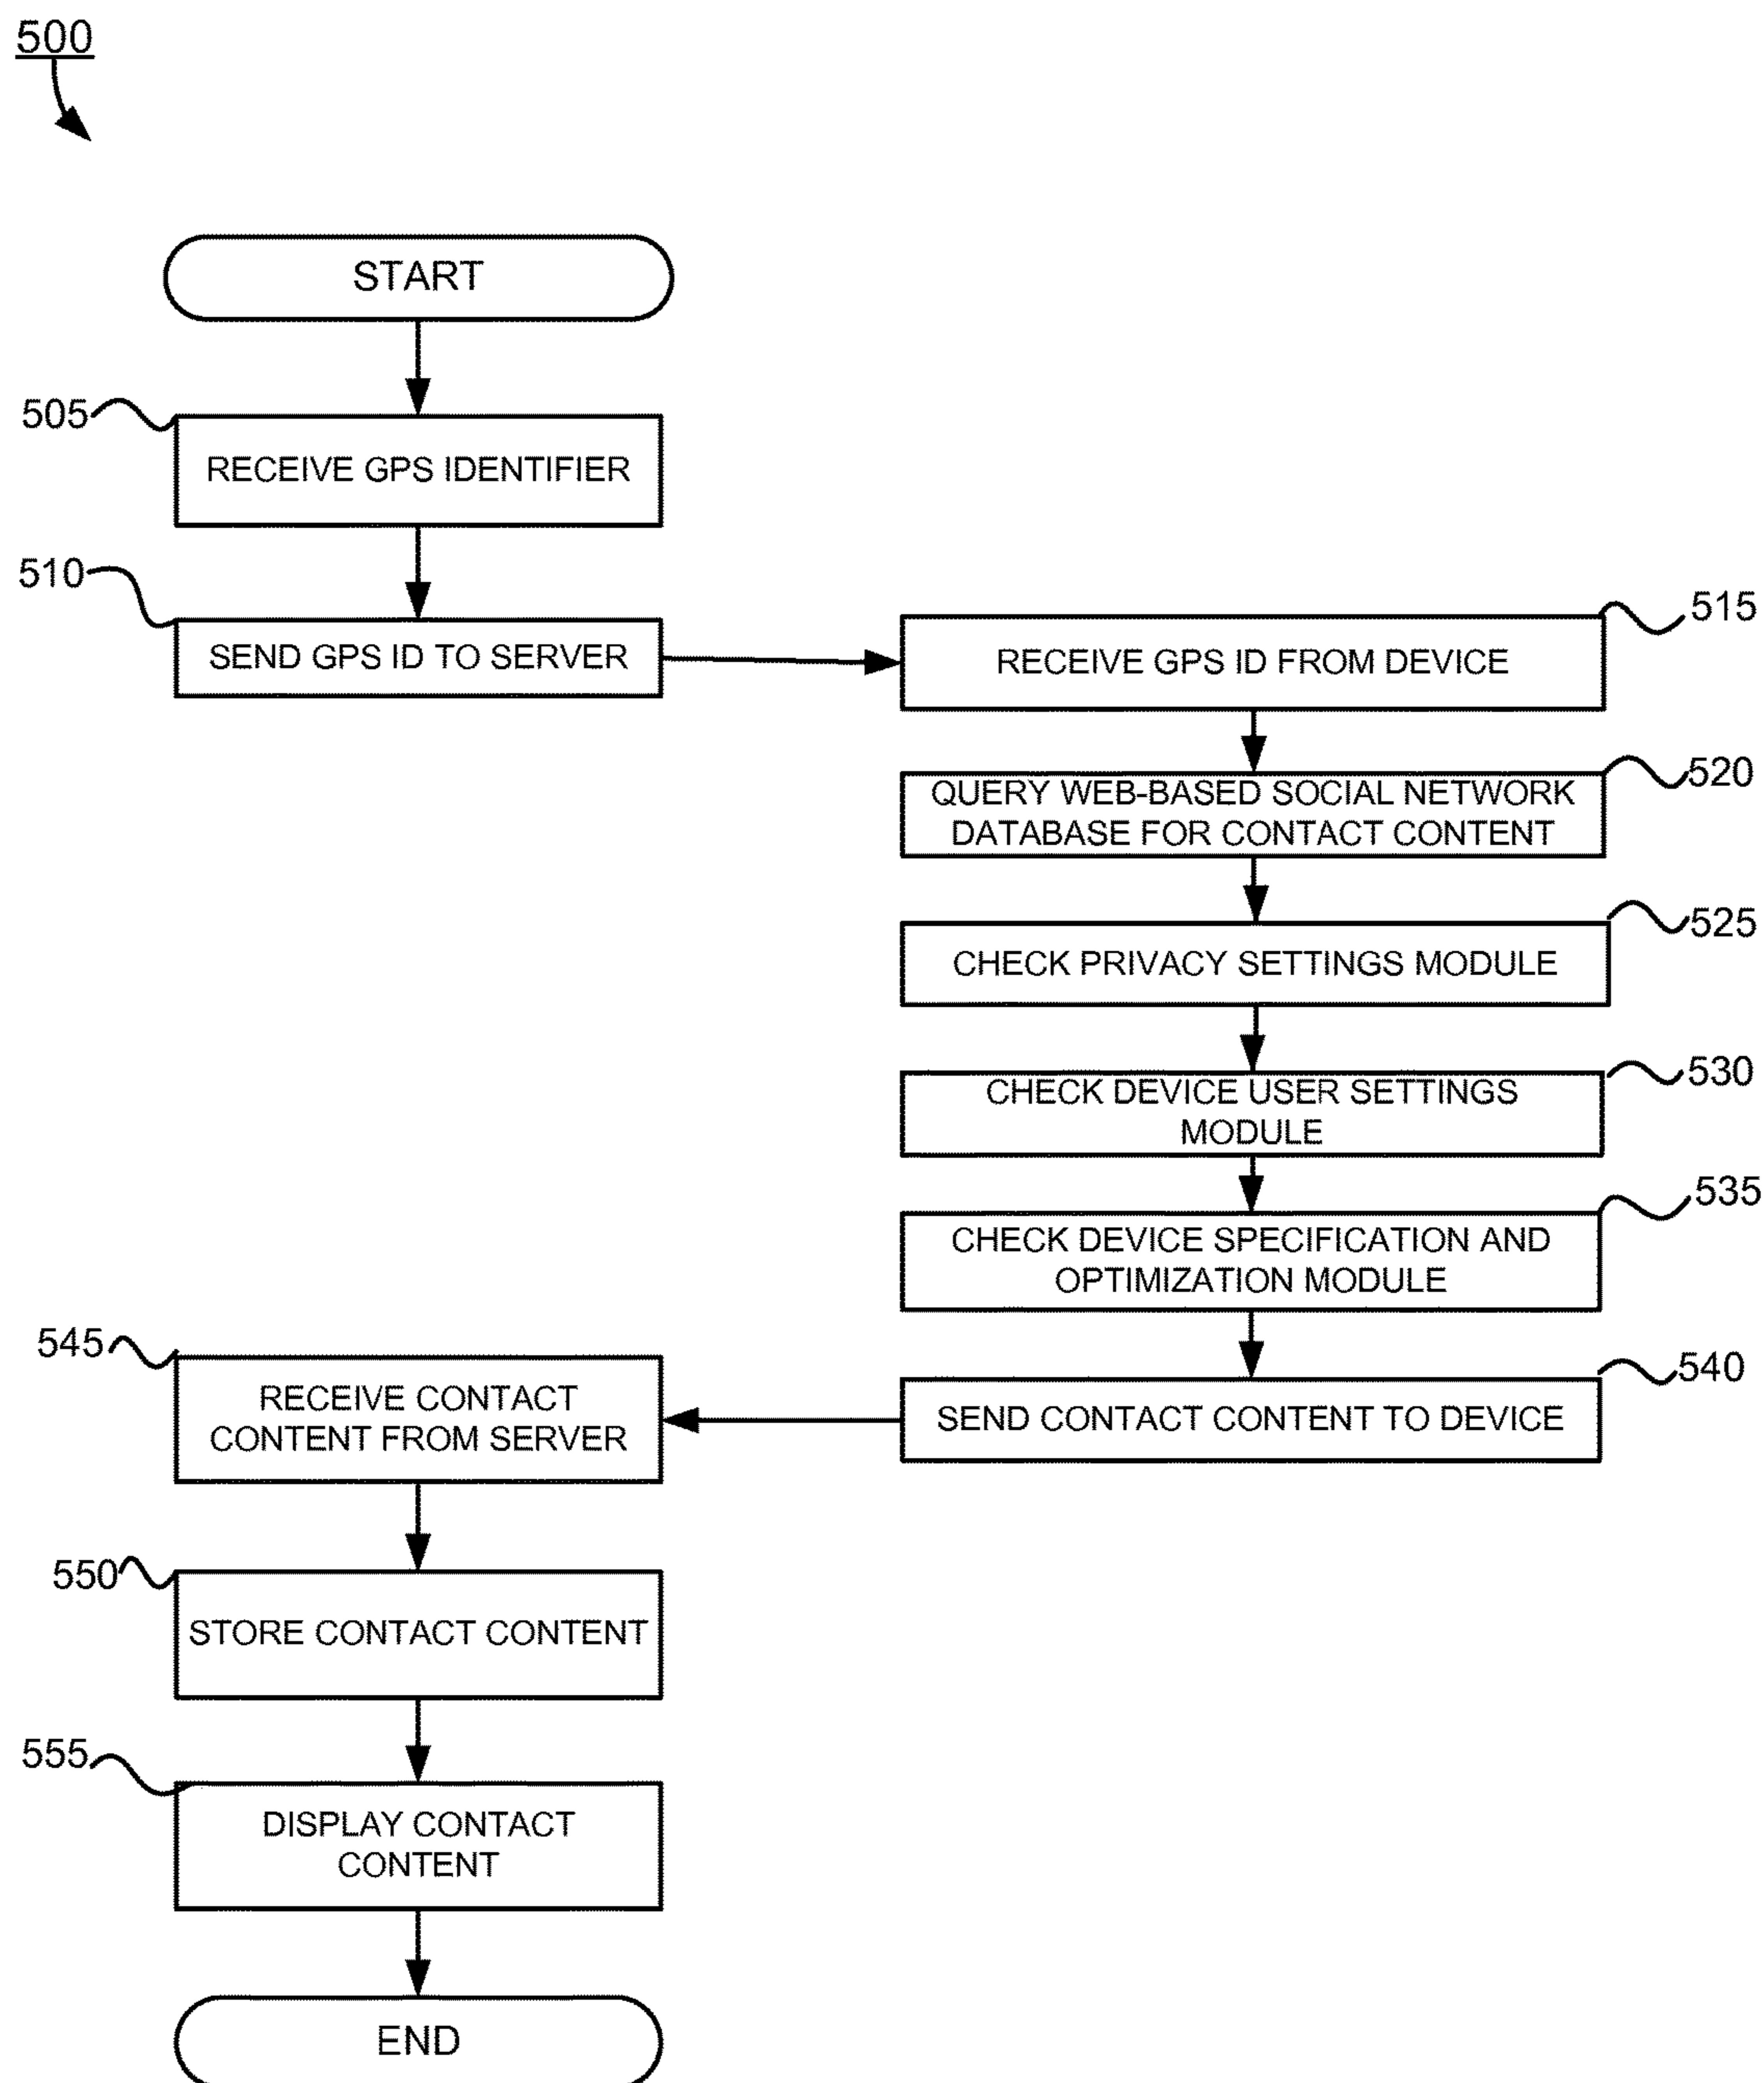 500
START
505
RECEIVE GPS IDENTIFIER
510
SEND GPS ID TO SERVER
515
RECEIVE GPS ID FROM DEVICE
520
QUERY WEB-BASED SOCIAL NETWORK
DATABASE FOR CONTACT CONTENT
525
CHECK PRIVACY SETTINGS MODULE
530
CHECK DEVICE USER SETTINGS
MODULE
535
CHECK DEVICE SPECIFICATION AND
OPTIMIZATION MODULE
540
SEND CONTACT CONTENT TO DEVICE
545
RECEIVE CONTACT
CONTENT FROM SERVER
550
STORE CONTACT CONTENT
555
DISPLAY CONTACT
CONTENT
END